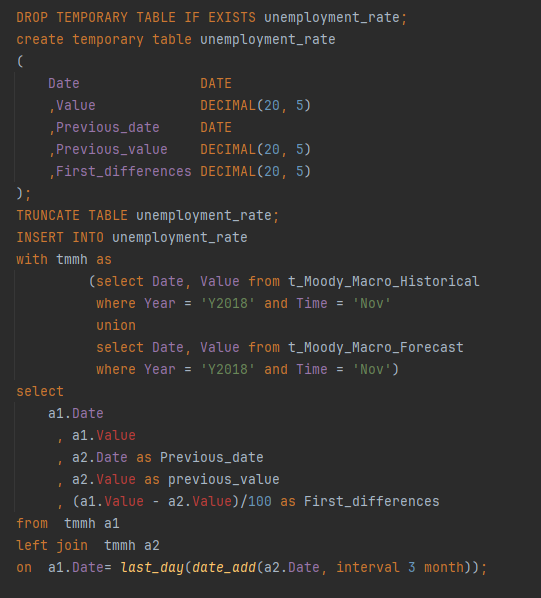 DROP TEMPORARY TABLE IF EXISTS unemployment_rate;
create temporary table unemployment_rate
(
    Date               DATE
    ,Value             DECIMAL(20, 5)
    ,Previous_date     DATE
    ,Previous_value    DECIMAL(20, 5)
    ,First_differences DECIMAL(20, 5)
);
TRUNCATE TABLE unemployment_rate;
INSERT INTO unemployment_rate
with tmmh as
         (select Date, Value from t_Moody_Macro_Historical
          where Year = 'Y2018' and Time = 'Nov'
          union
          select Date, Value from t_Moody_Macro_Forecast
          where Year = 'Y2018' and Time = 'Nov')
select
    a1.Date
     , a1.Value
     , a2.Date as Previous_date
     , a2.Value as previous_value
     , (a1.Value - a2.Value)/100 as First_differences
from  tmmh a1
left join  tmmh a2
on  a1.Date= last_day(date_add(a2.Date, interval 3 month));